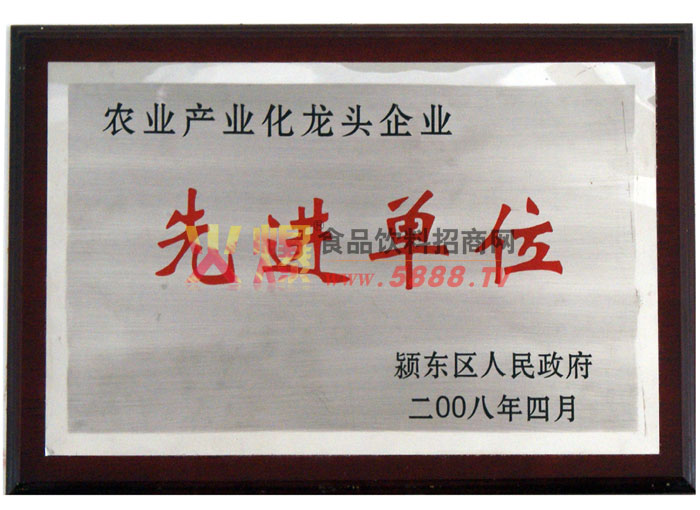 农业产业化龙头企业
先进单位
食品饮料招商网
www.5888.TV
颍东区人民政府
二00八年四月